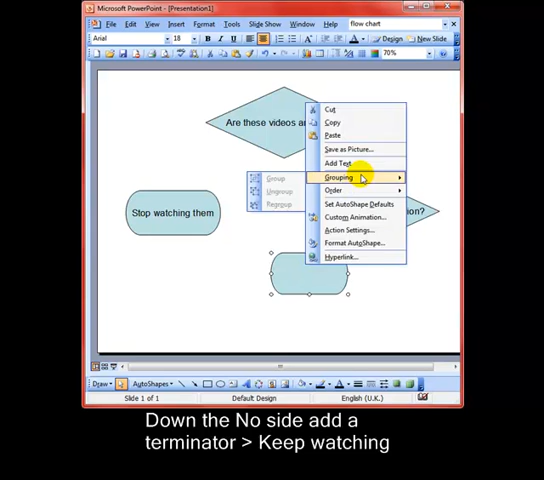 Microsoft PowerPoint - [Presentation1]
File Edit View Insert Format Tools Slide Show Window flow chart
Arial 18 B I U Design New Slide
70%
Are these videos
Cut
Copy
Paste
Save as Picture...
Add Text
Grouping
Group
Ungroup
Regroup
Order
Set AutoShape Defaults
Custom Animation...
Action Settings...
Format AutoShape...
Hyperlink...
Stop watching them
ion?
Draw AutoShapes
Slide 1 of 1 Default Design English (U.K.)
Down the No side add a
terminator > Keep watching